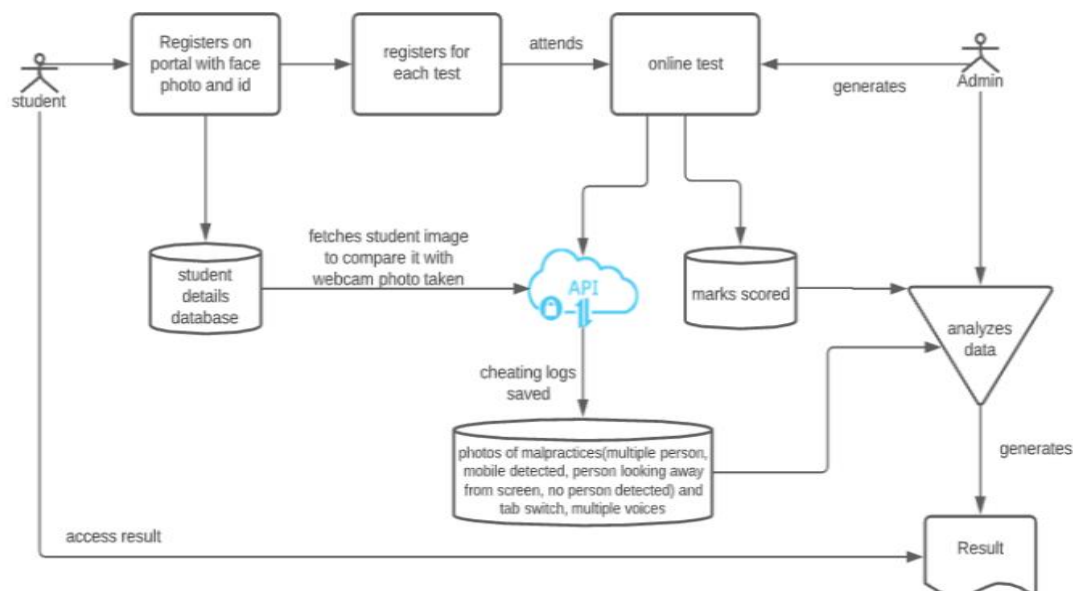 Registers on
portal with face
photo and id
registers for
each test
attends
online test
generates
student
Admin
fetches student image
to compare it with
webcam photo taken
student
details
database
API
marks scored
analyzes
data
cheating logs
saved
photos of malpractices(multiple person,
mobile detected, person looking away
from screen, no person detected) and
tab switch, multiple voices
generates
access result
Result